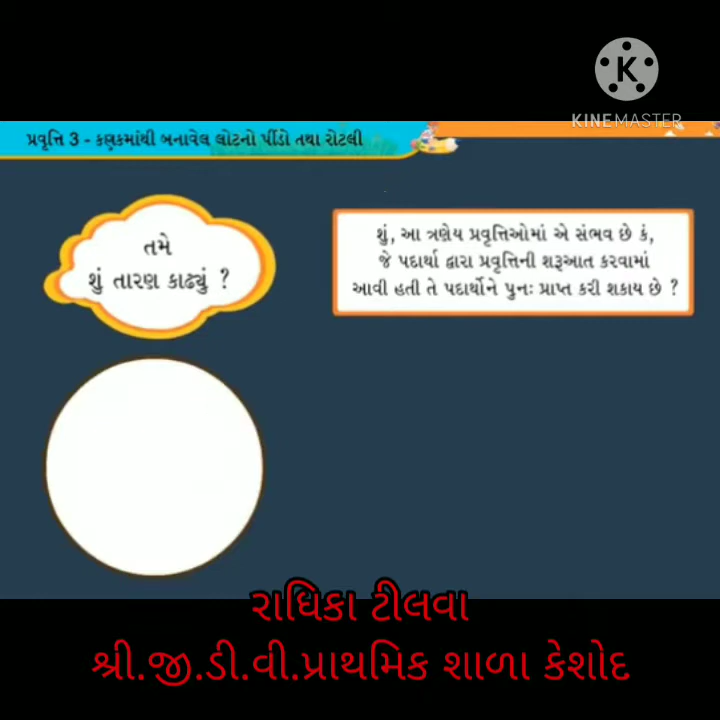 KINEMASTER
પ્રવૃત્તિ 3 - કણકમાંથી બનાવેલ લોટનો પીંડો તથા રોટલી
તમે
શું તારણ કાઢ્યું ?
શું, આ ત્રણેય પ્રવૃત્તિઓમાં એ સંભવ છે કે,
જે પદાર્થો દ્વારા પ્રવૃત્તિની શરૂઆત કરવામાં
આવી હતી તે પદાર્થોને પુનઃ પ્રાપ્ત કરી શકાય છે ?
રાધિકા ટીલવા
શ્રી.જી.ડી.વી.પ્રાથમિક શાળા કેશોદ